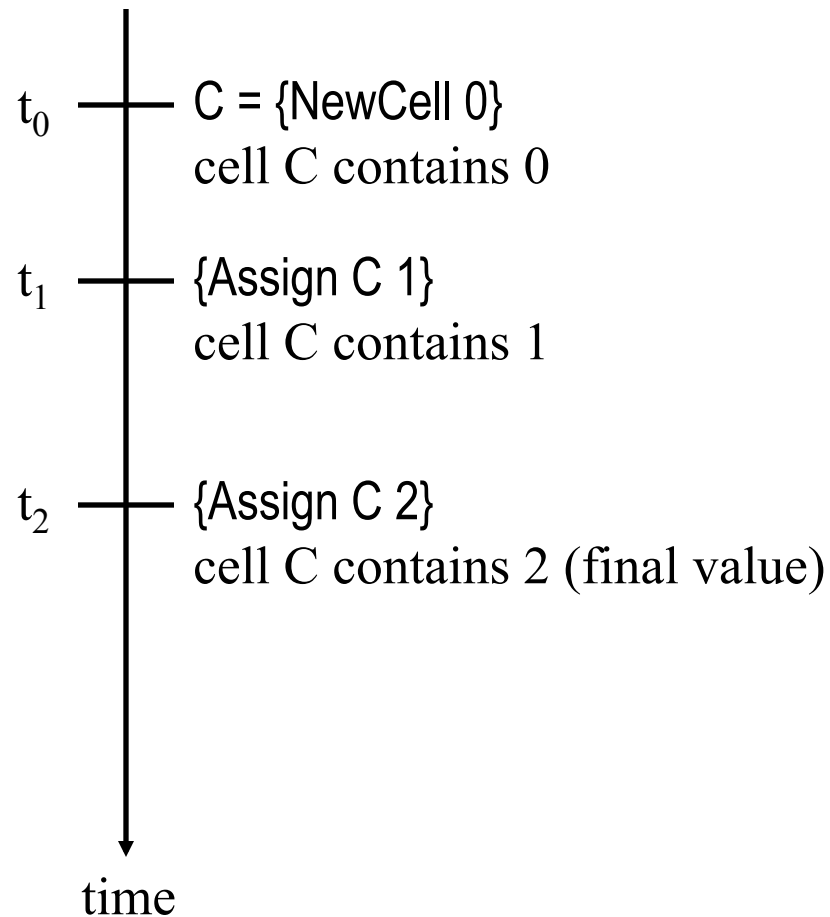 t₀ C = {NewCell 0}
cell C contains 0
t₁ {Assign C 1}
cell C contains 1
t₂ {Assign C 2}
cell C contains 2 (final value)
time